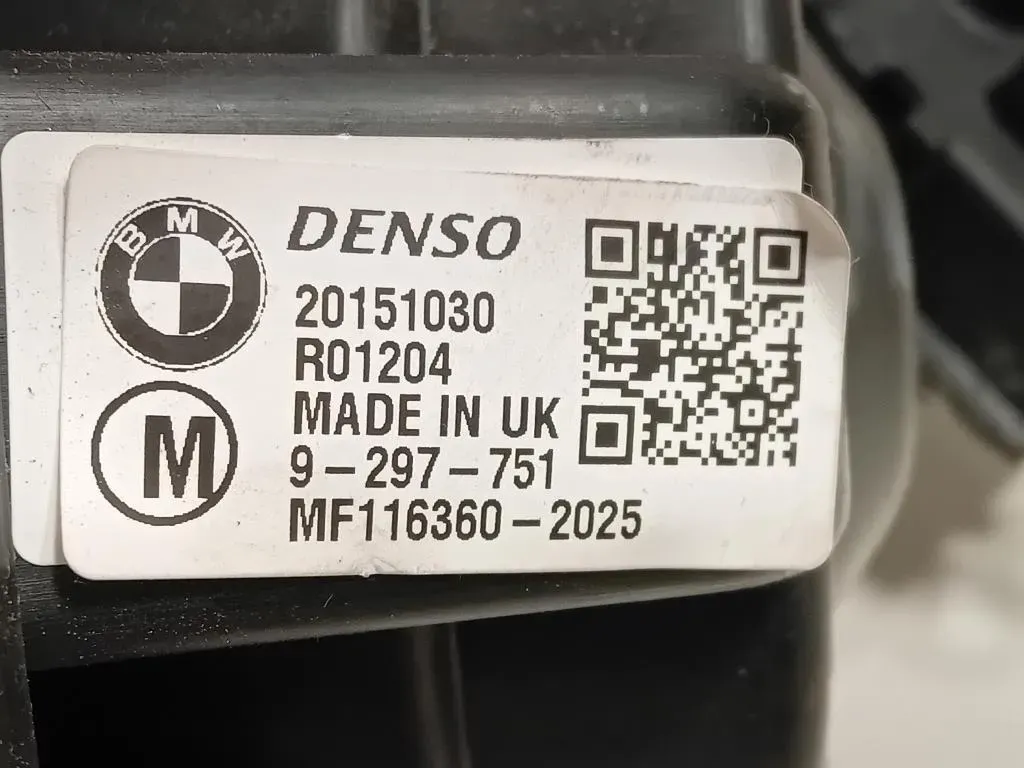 BMW
DENSO
20151030
R01204
MADE IN UK
M
9-297-751
MF116360-2025